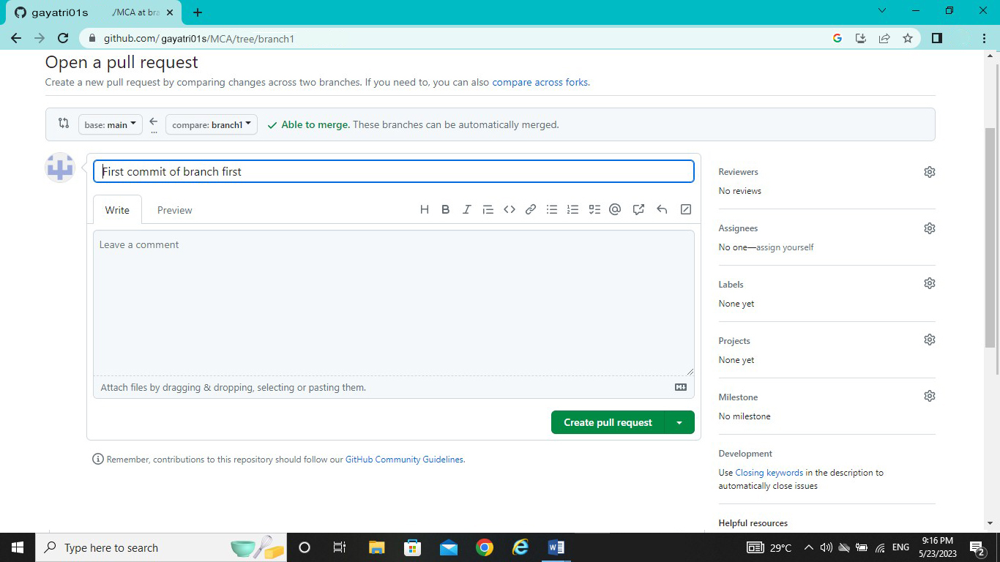 gayatri01s ./MCA at bra
github.com/gayatri01s/MCA/tree/branch1
Open a pull request
Create a new pull request by comparing changes across two branches. If you need to, you can also compare across forks.
base: main ... compare: branch1 Able to merge. These branches can be automatically merged.
First commit of branch first
Write Preview
Leave a comment
Attach files by dragging & dropping, selecting or pasting them.
Create pull request
Remember, contributions to this repository should follow our GitHub Community Guidelines.
Reviewers
No reviews
Assignees
No one—assign yourself
Labels
None yet
Projects
None yet
Milestone
No milestone
Development
Use Closing keywords in the description to
automatically close issues
Helpful resources
Type here to search
29°C ENG
9:16 PM
5/23/2023
2